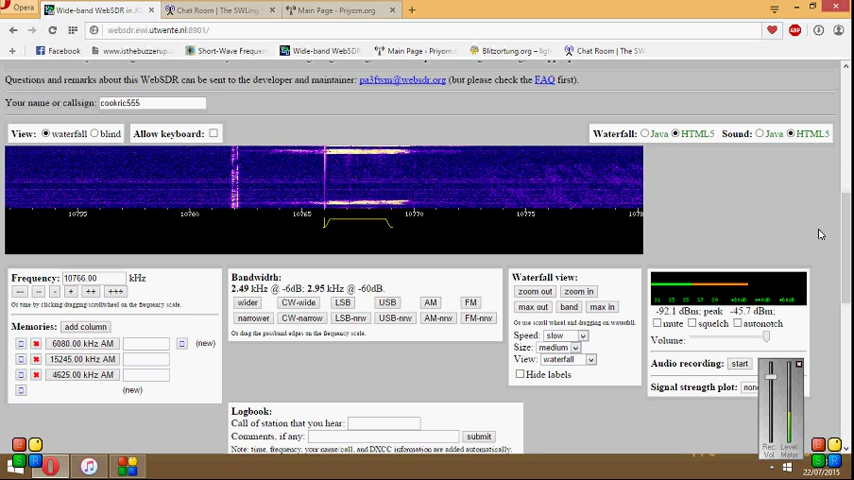 Opera
Wide-band WebSDR in JO
Chat Room | The SWLing
Main Page - Priyom.org
websdr.ewi.utwente.nl:8901/
Facebook
www.isthebuzzerup.
Short-Wave Frequenc
Wide-band WebSDR
Main Page - Priyom.
Blitzortung.org – ligh
Chat Room | The SW
Questions and remarks about this WebSDR can be sent to the developer and maintainer: pa3fwm@websdr.org (but please check the FAQ first).
Your name or callsign: cookric555
View: waterfall blind
Allow keyboard:
Waterfall: Java HTML5 Sound: Java HTML5
10755 10760 10765 10770 10775 1078
Frequency: 10766.00 kHz
--- -- - + ++ +++
Or tune by clicking/dragging/scrollwheel on the frequency scale.
Memories: add column
6080.00 kHz AM (new)
15245.00 kHz AM
4625.00 kHz AM
(new)
Bandwidth:
2.49 kHz @ -6dB; 2.95 kHz @ -60dB.
wider CW-wide LSB USB AM FM
narrower CW-narrow LSB-nrw USB-nrw AM-nrw FM-nrw
Or drag the passband edges on the frequency scale.
Waterfall view:
zoom out zoom in
max out band max in
Or use scroll wheel and dragging on waterfall.
Speed: slow
Size: medium
View: waterfall
Hide labels
-92.1 dBm; peak -45.7 dBm;
mute squelch autonotch
Volume:
Audio recording: start
Signal strength plot: non
Rec Vol
Level Meter
Logbook:
Call of station that you hear:
Comments, if any: submit
Note: time, frequency, your name/call, and DXCC information are added automatically.
22/07/2015